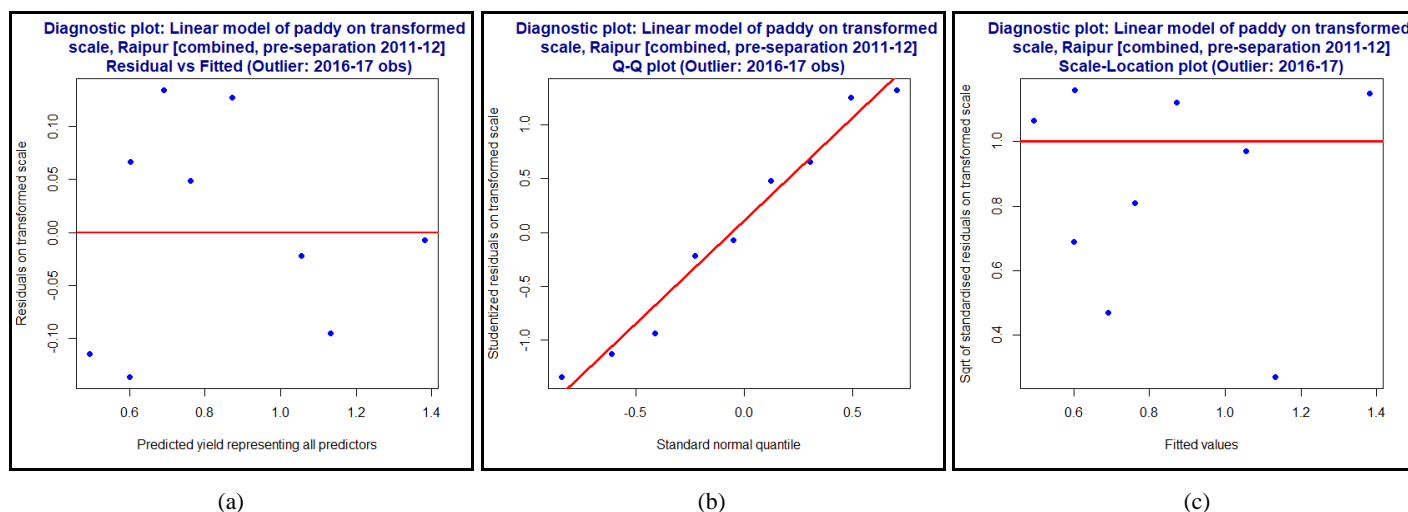 Diagnostic plot: Linear model of paddy on transformed
scale, Raipur [combined, pre-separation 2011-12]
Residual vs Fitted (Outlier: 2016-17 obs)
Residuals on transformed scale
0.10
0.05
0.00
-0.05
-0.10
0.6 0.8 1.0 1.2 1.4
Predicted yield representing all predictors
(a)
Diagnostic plot: Linear model of paddy on transformed
scale, Raipur [combined, pre-separation 2011-12]
Q-Q plot (Outlier: 2016-17 obs)
Studentized residuals on transformed scale
1.0
0.5
0.0
-0.5
-1.0
-0.5 0.0 0.5
Standard normal quantile
(b)
Diagnostic plot: Linear model of paddy on transformed
scale, Raipur [combined, pre-separation 2011-12]
Scale-Location plot (Outlier: 2016-17)
Sqrt of standardised residuals on transformed scale
1.0
0.8
0.6
0.4
0.6 0.8 1.0 1.2 1.4
Fitted values
(c)